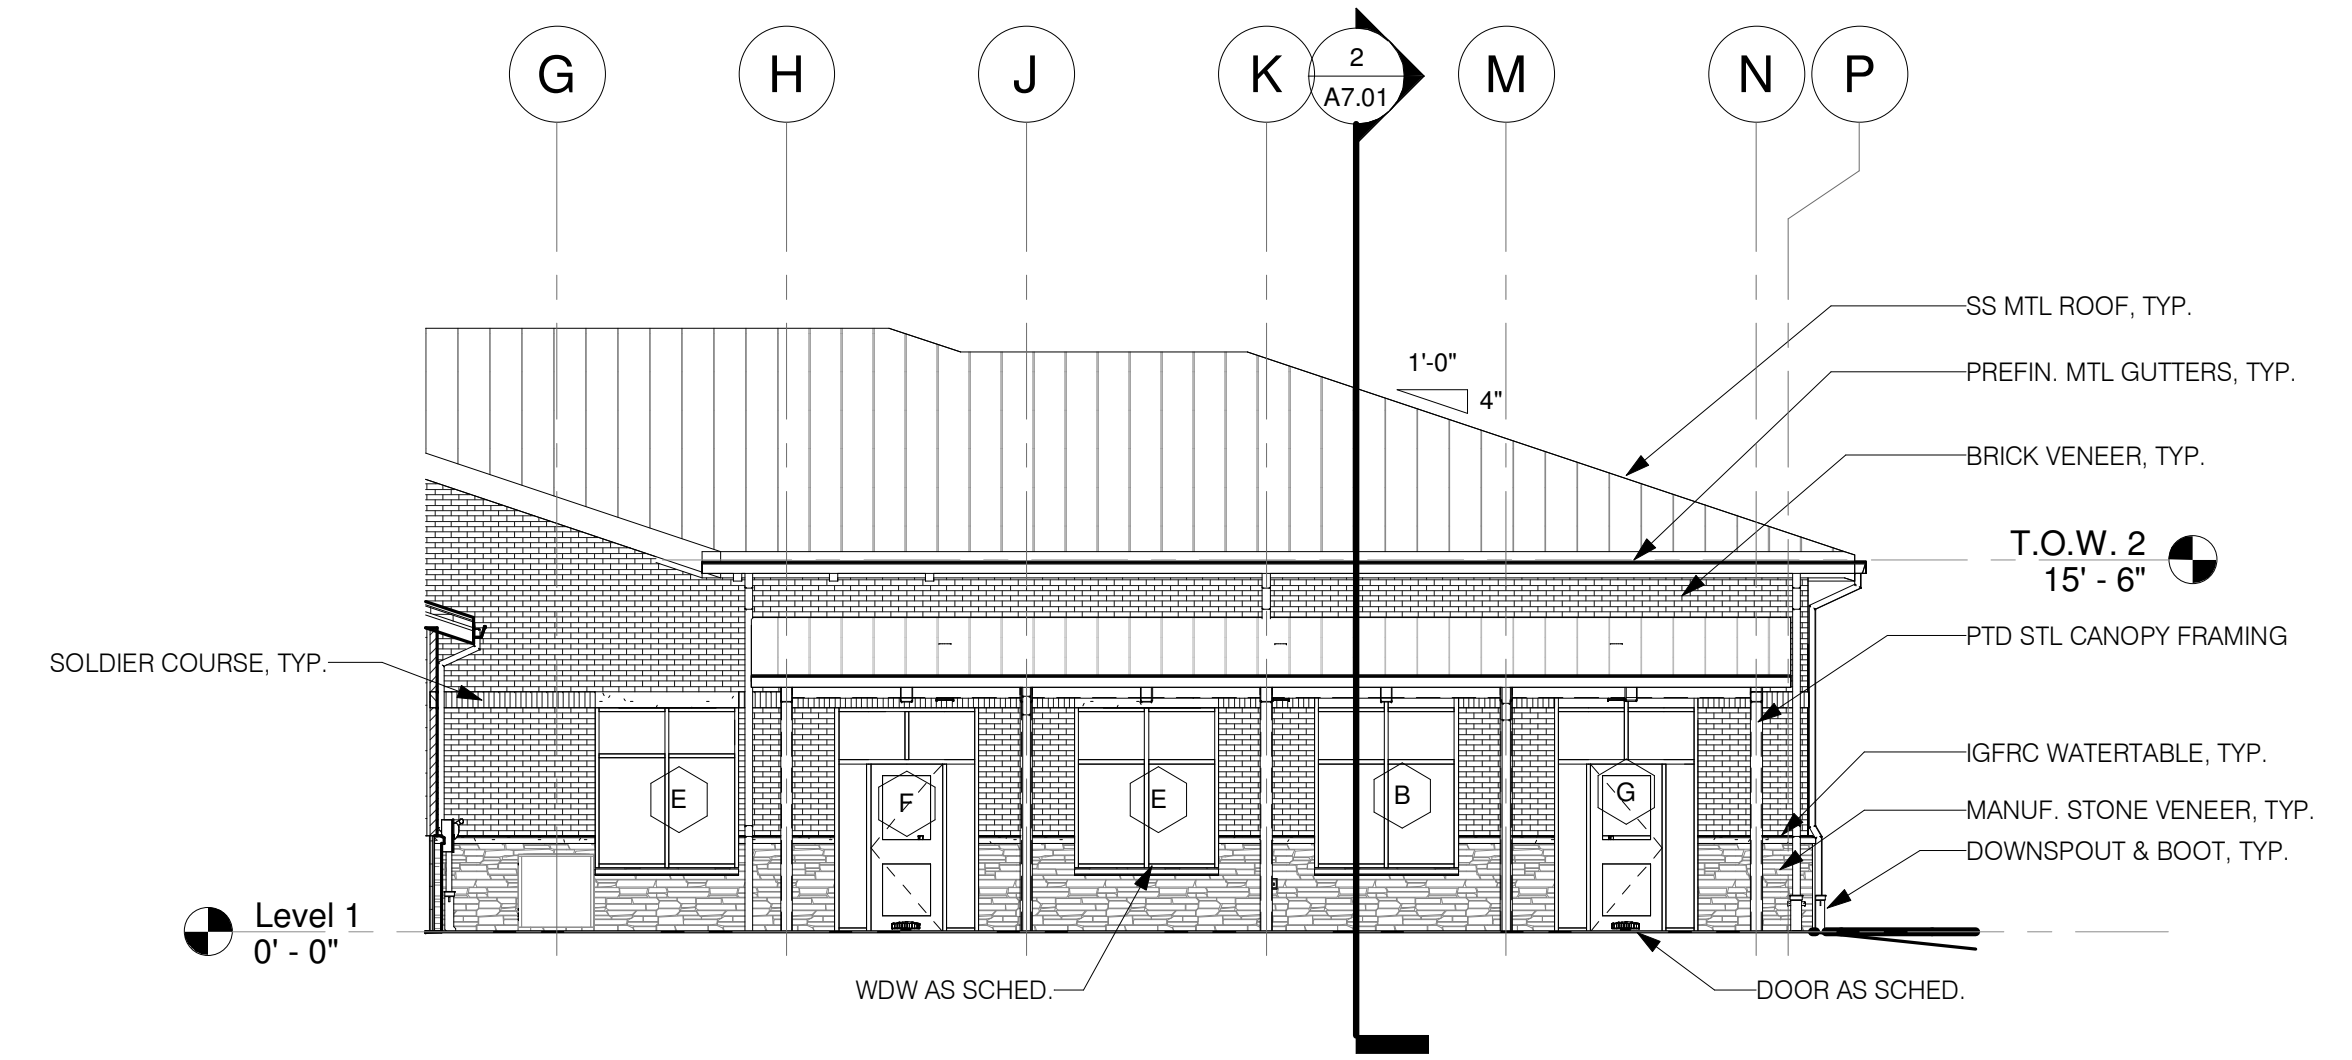 G H J K 2 M N P
A7.01
SS MTL ROOF, TYP.
1'-0"
4"
PREFIN. MTL GUTTERS, TYP.
BRICK VENEER, TYP.
T.O.W. 2
15' - 6"
PTD STL CANOPY FRAMING
SOLDIER COURSE, TYP.
IGFRC WATERTABLE, TYP.
E F E B G
MANUF. STONE VENEER, TYP.
DOWNSPOUT & BOOT, TYP.
Level 1
0' - 0"
WDW AS SCHED.
DOOR AS SCHED.